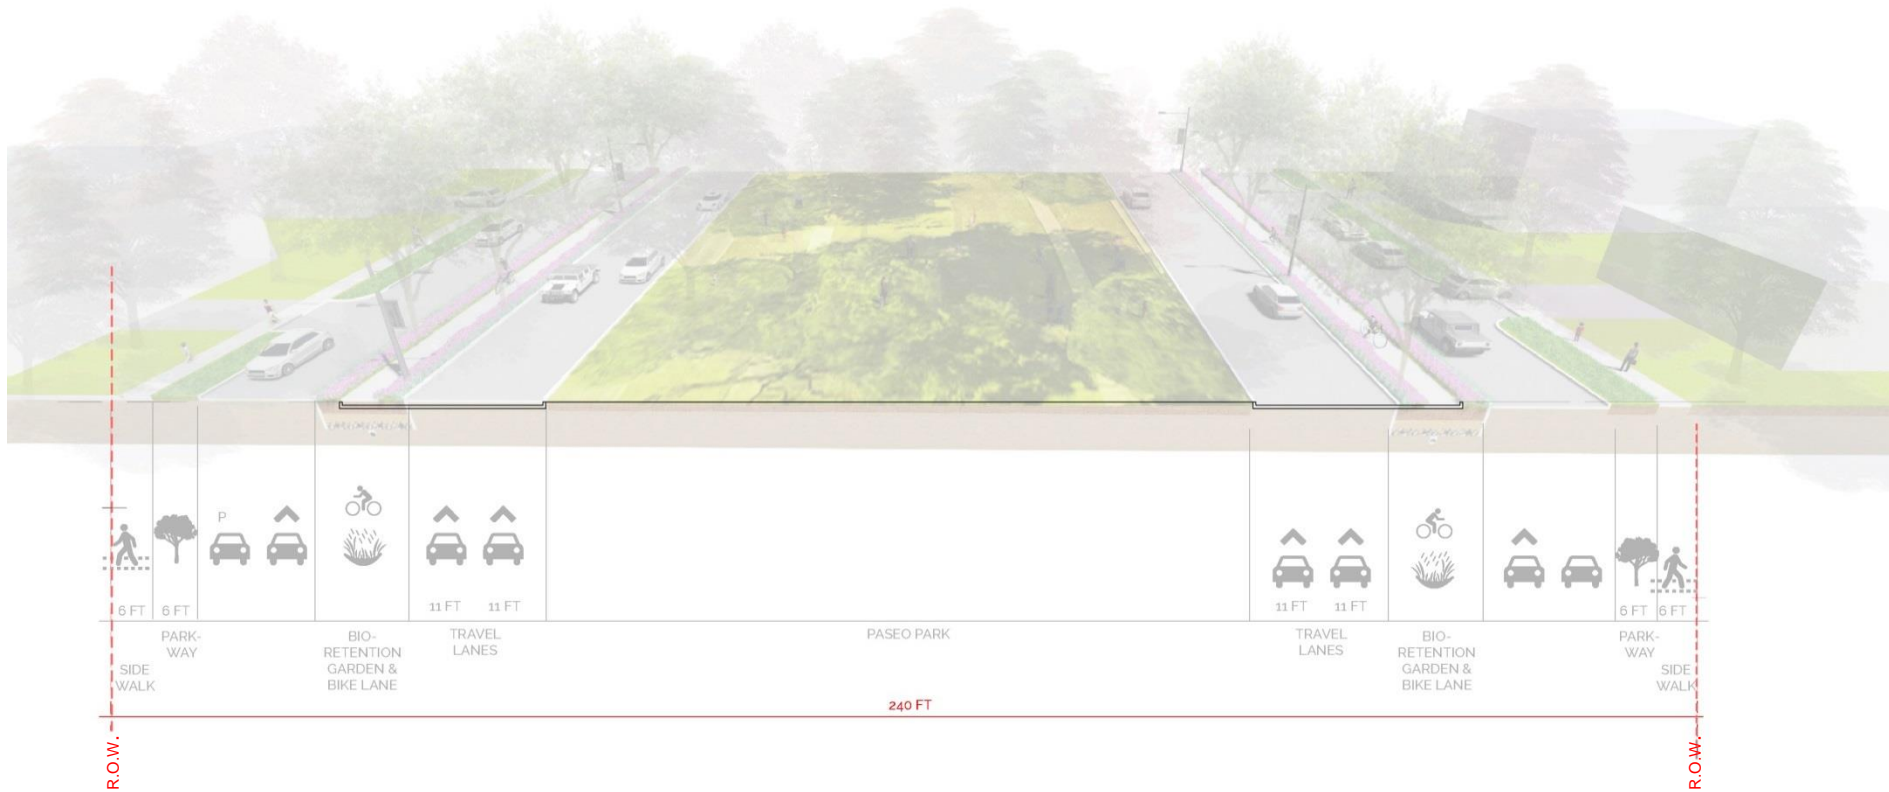 P
6 FT 6 FT 11 FT 11 FT 11 FT 11 FT 6 FT 6 FT
PARK-
WAY
SIDE
WALK
BIO-
RETENTION
GARDEN &
BIKE LANE
TRAVEL
LANES
PASEO PARK
TRAVEL
LANES
BIO-
RETENTION
GARDEN &
BIKE LANE
PARK-
WAY
SIDE
WALK
240 FT
R.O.W.
R.O.W.